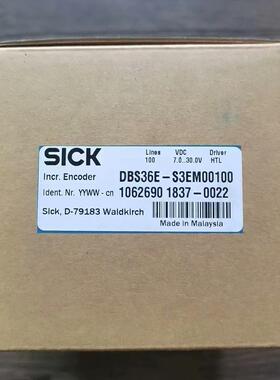 SICK
Lines VDC Driver
100 7.0...30.0V HTL
Incr. Encoder DBS36E-S3EM00100
Ident. Nr. YYWW - cn 1062690 1837-0022
Sick, D-79183 Waldkirch
Made in Malaysia